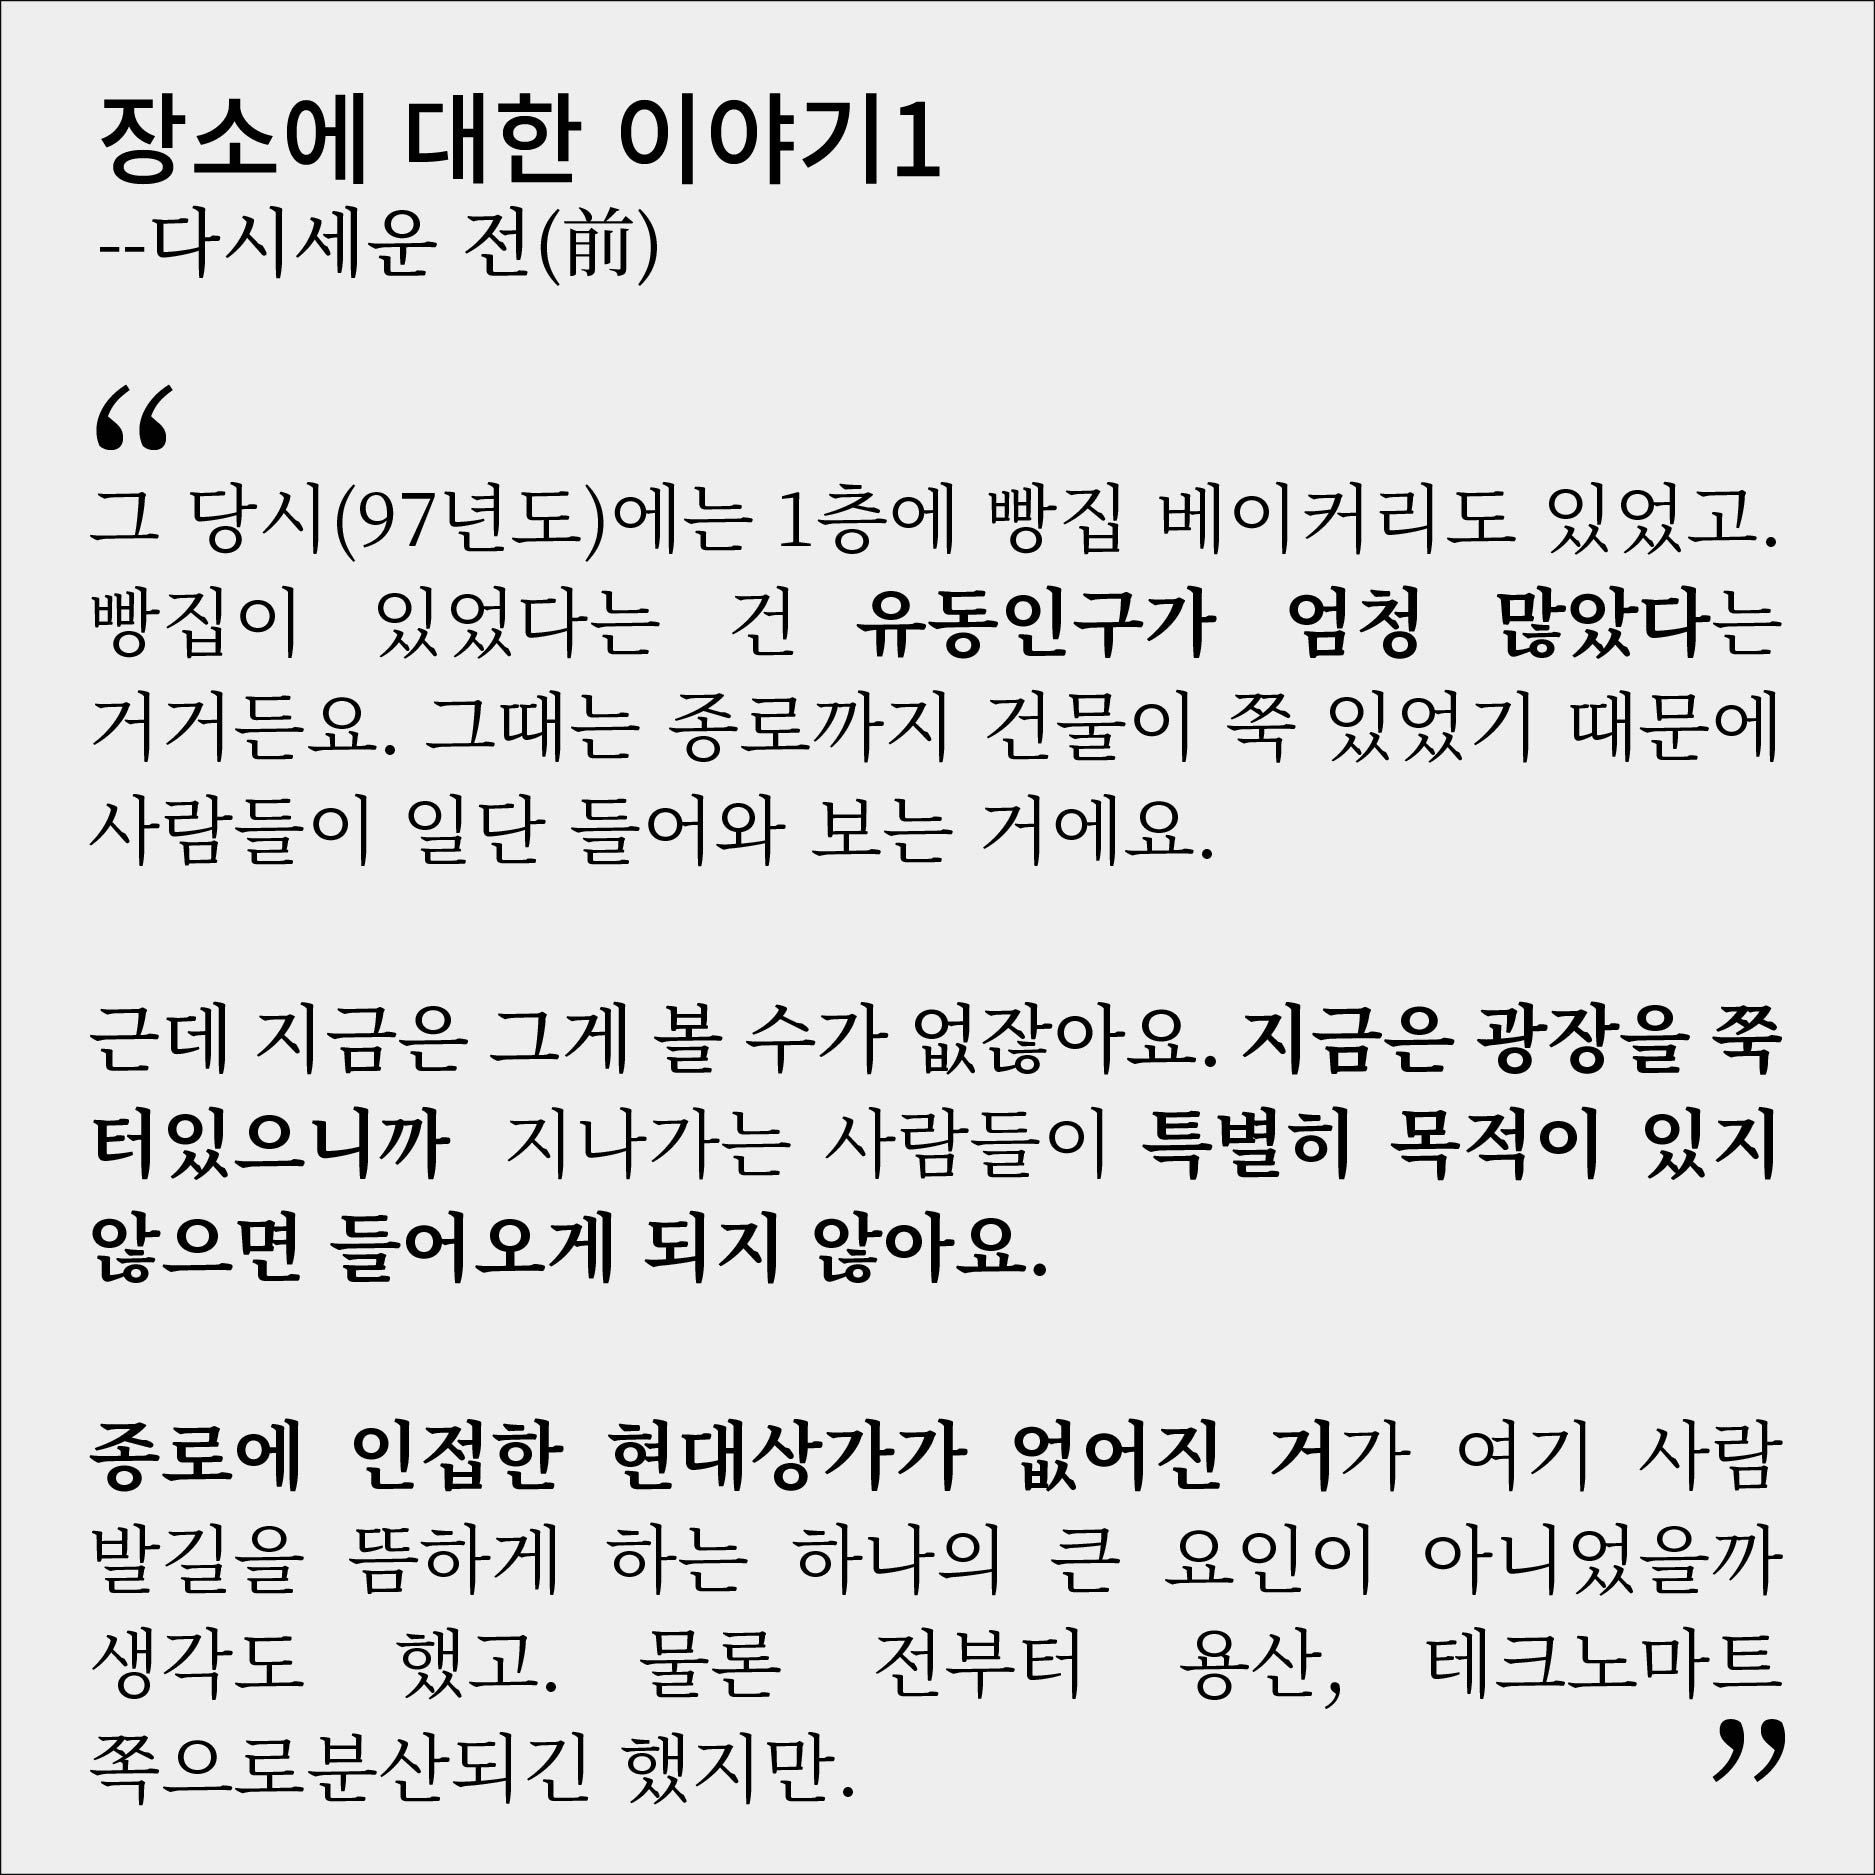 장소에 대한 이야기1
--다시세운 전(前)
“
그 당시(97년도)에는 1층에 빵집 베이커리도 있었고.
빵집이 있었다는 건 유동인구가 엄청 많았다는
거거든요. 그때는 종로까지 건물이 쭉 있었기 때문에
사람들이 일단 들어와 보는 거에요.
근데 지금은 그게 볼 수가 없잖아요. 지금은 광장을 쭉
터있으니까 지나가는 사람들이 특별히 목적이 있지
않으면 들어오게 되지 않아요.
종로에 인접한 현대상가가 없어진 거가 여기 사람
발길을 뜸하게 하는 하나의 큰 요인이 아니었을까
생각도 했고. 물론 전부터 용산, 테크노마트
쪽으로분산되긴 했지만.
”